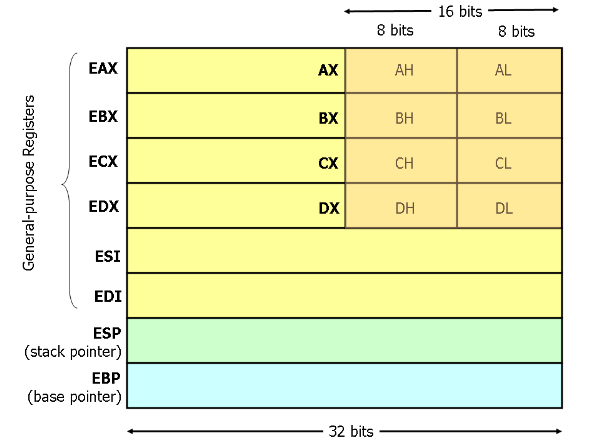 16 bits
8 bits 8 bits
General-purpose Registers
EAX AX AH AL
EBX BX BH BL
ECX CX CH CL
EDX DX DH DL
ESI
EDI
ESP
(stack pointer)
EBP
(base pointer)
32 bits